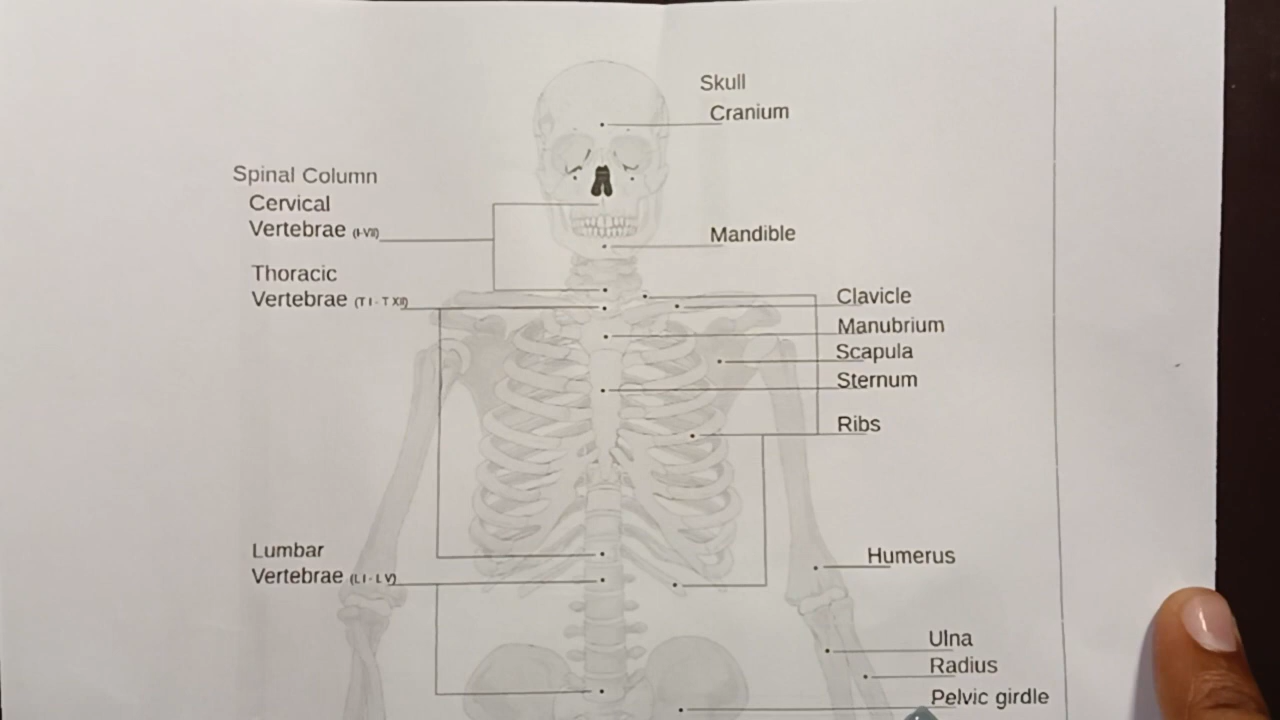 Skull
Cranium
Spinal Column
Cervical
Vertebrae (I-VII)
Mandible
Thoracic
Vertebrae (T I - T XII)
Clavicle
Manubrium
Scapula
Sternum
Ribs
Lumbar
Vertebrae (L I - L V)
Humerus
Ulna
Radius
Pelvic girdle